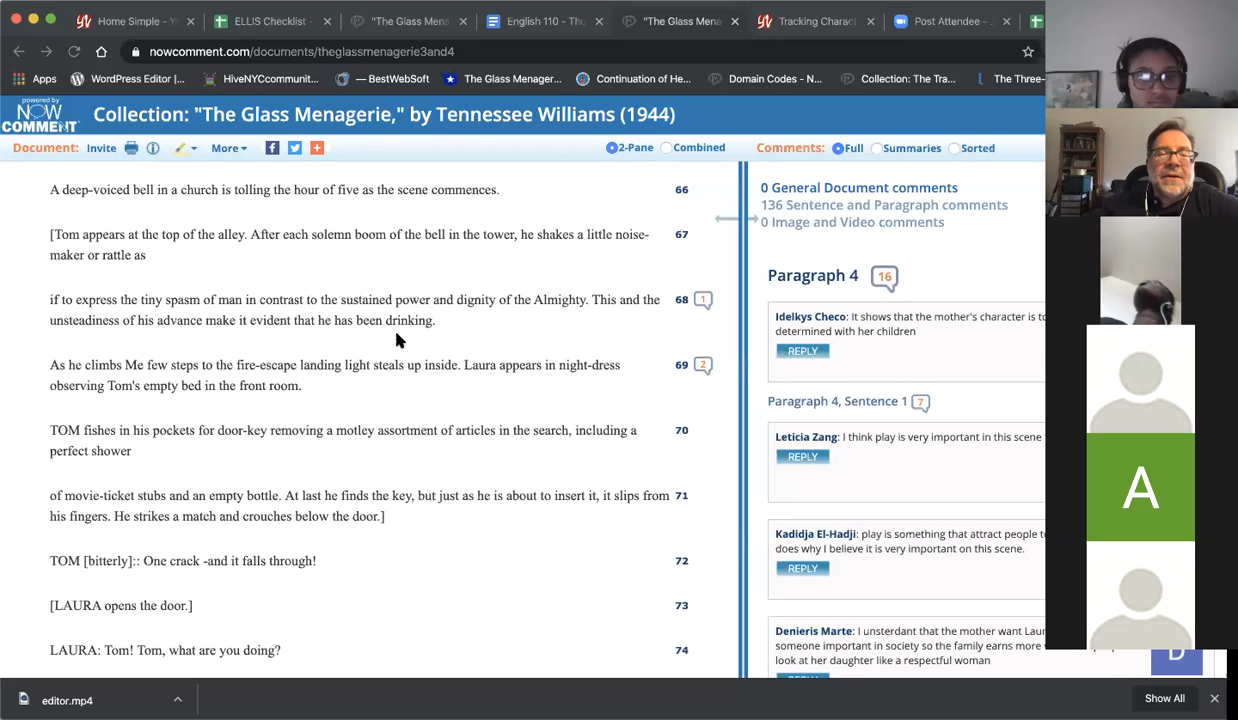 Home Simple - Y
ELLIS Checklist -
"The Glass Mena
English 110 - Thu
"The Glass Mena
Tracking Charac
Post Attendee –
nowcomment.com/documents/theglassmenagerie3and4
Apps
WordPress Editor |...
HiveNYCcommunit...
— BestWebSoft
The Glass Menager...
Continuation of He...
Domain Codes - N...
Collection: The Tra...
The Three-
powered by
NOW
COMMENT
Collection: "The Glass Menagerie," by Tennessee Williams (1944)
Document: Invite More
2-Pane Combined
Comments: Full Summaries Sorted
A deep-voiced bell in a church is tolling the hour of five as the scene commences. 66
[Tom appears at the top of the alley. After each solemn boom of the bell in the tower, he shakes a little noise- 67
maker or rattle as
if to express the tiny spasm of man in contrast to the sustained power and dignity of the Almighty. This and the 68 1
unsteadiness of his advance make it evident that he has been drinking.
As he climbs Me few steps to the fire-escape landing light steals up inside. Laura appears in night-dress 69 2
observing Tom's empty bed in the front room.
TOM fishes in his pockets for door-key removing a motley assortment of articles in the search, including a 70
perfect shower
of movie-ticket stubs and an empty bottle. At last he finds the key, but just as he is about to insert it, it slips from 71
his fingers. He strikes a match and crouches below the door.]
TOM [bitterly]:: One crack -and it falls through! 72
[LAURA opens the door.] 73
LAURA: Tom! Tom, what are you doing? 74
0 General Document comments
136 Sentence and Paragraph comments
0 Image and Video comments
Paragraph 4 16
Idelkys Checo: It shows that the mother's character is to
determined with her children
REPLY
Paragraph 4, Sentence 1 7
Leticia Zang: I think play is very important in this scene
REPLY
Kadidja El-Hadji: play is something that attract people to
does why I believe it is very important on this scene.
REPLY
Denieris Marte: I unsterdant that the mother want Lau
someone important in society so the family earns more
look at her daughter like a respectful woman
A
editor.mp4
Show All